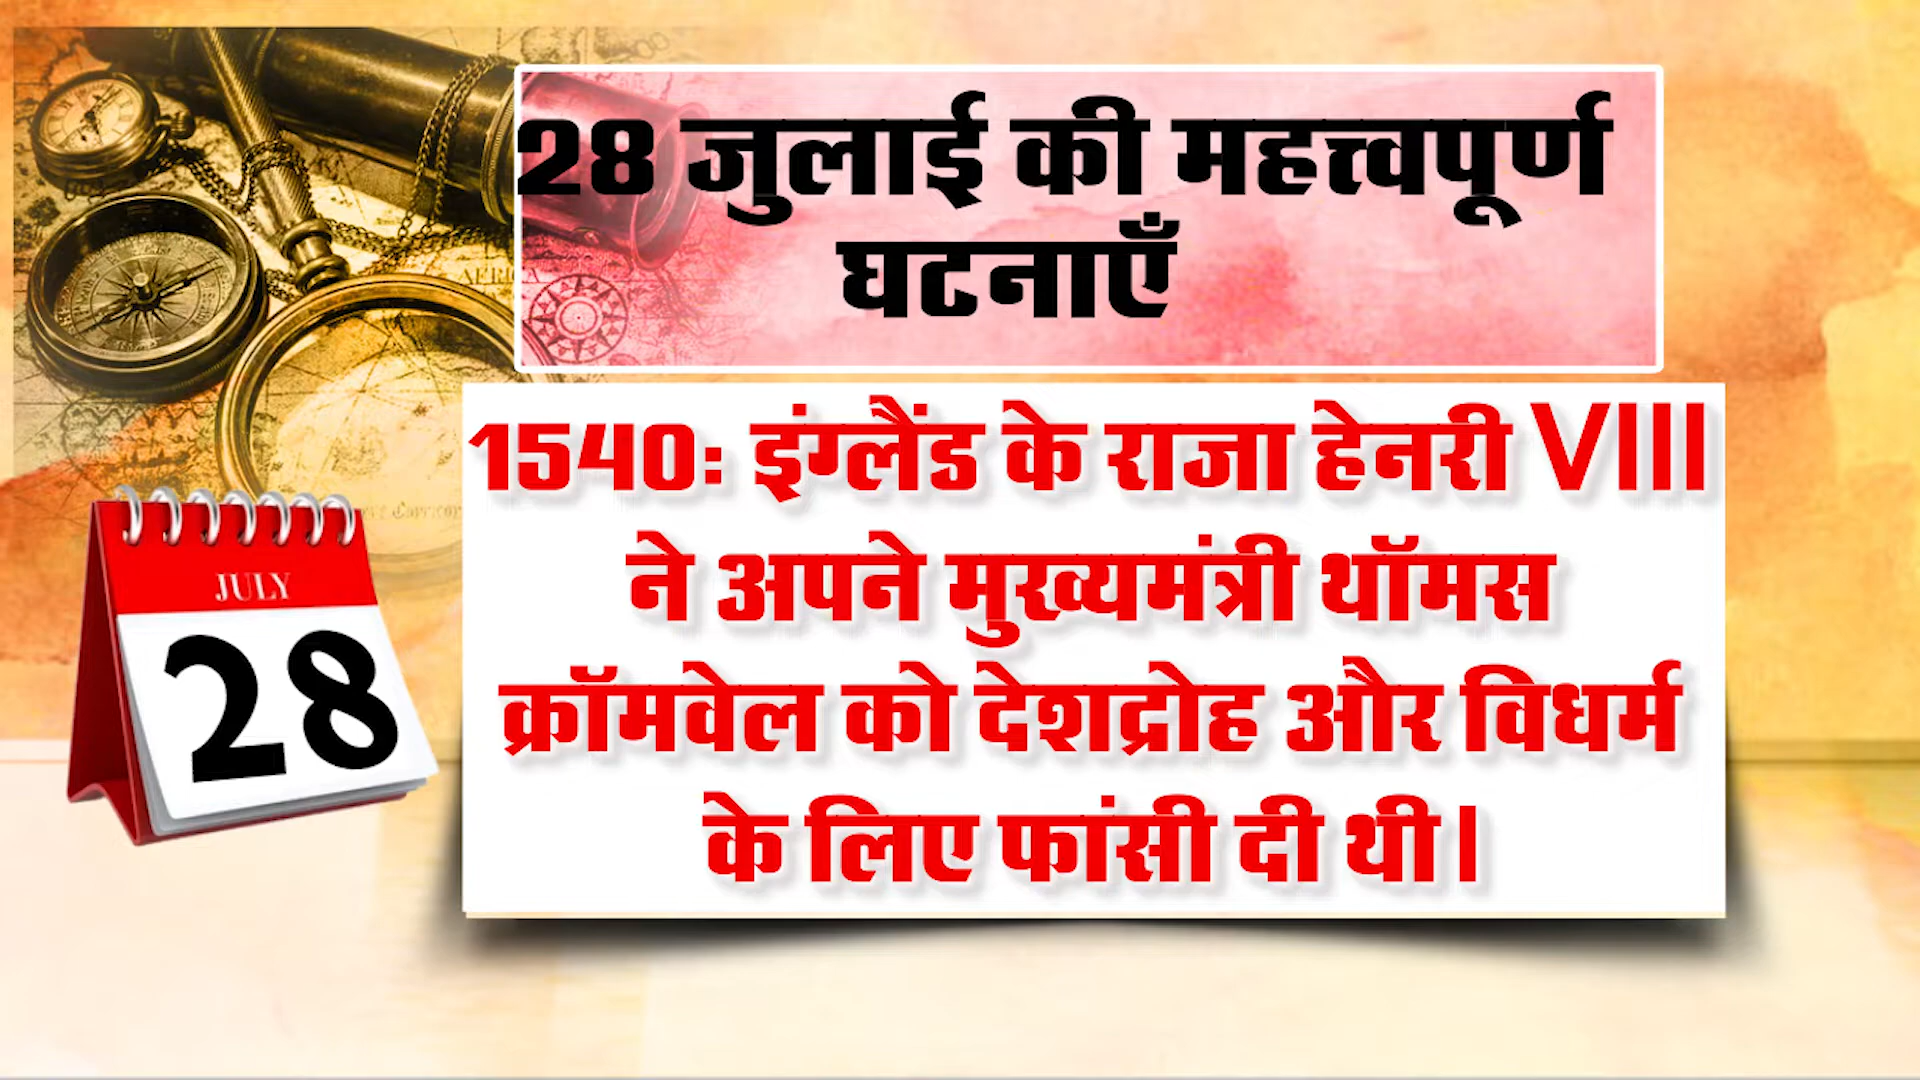 28 जुलाई की महत्त्वपूर्ण
घटनाएँ
1540: इंग्लैंड के राजा हेनरी VIII
ने अपने मुख्यमंत्री थॉमस
क्रॉमवेल को देशद्रोह और विधर्म
के लिए फांसी दी थी।
JULY
28